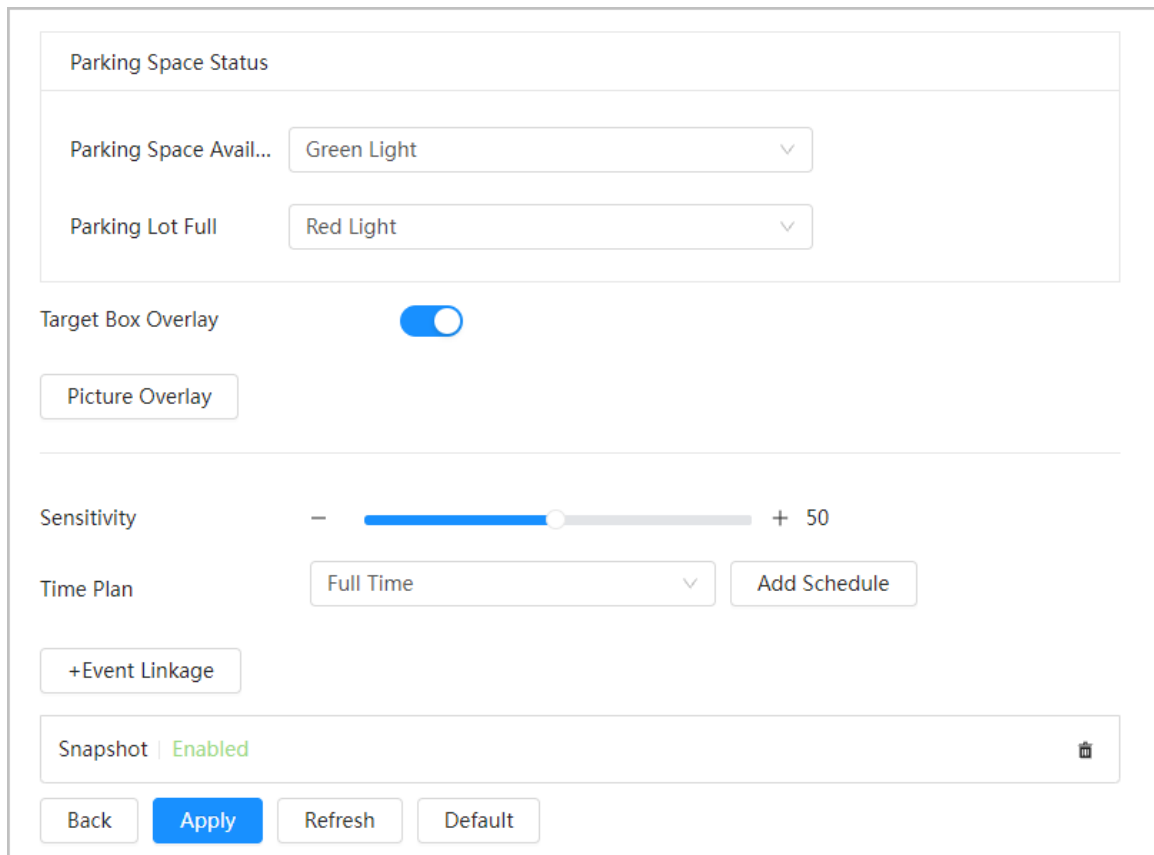 Parking Space Status
Parking Space Avail... Green Light
Parking Lot Full Red Light
Target Box Overlay
Picture Overlay
Sensitivity − + 50
Time Plan Full Time Add Schedule
+Event Linkage
Snapshot Enabled
Back Apply Refresh Default